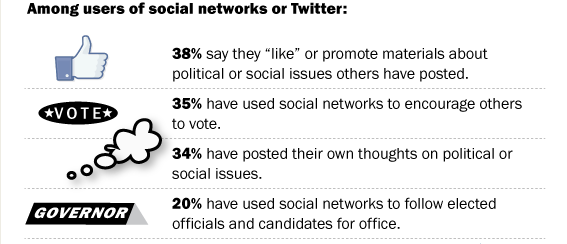 Among users of social networks or Twitter:
38% say they “like” or promote materials about
political or social issues others have posted.
★VOTE★
35% have used social networks to encourage others
to vote.
34% have posted their own thoughts on political or
social issues.
GOVERNOR
20% have used social networks to follow elected
officials and candidates for office.